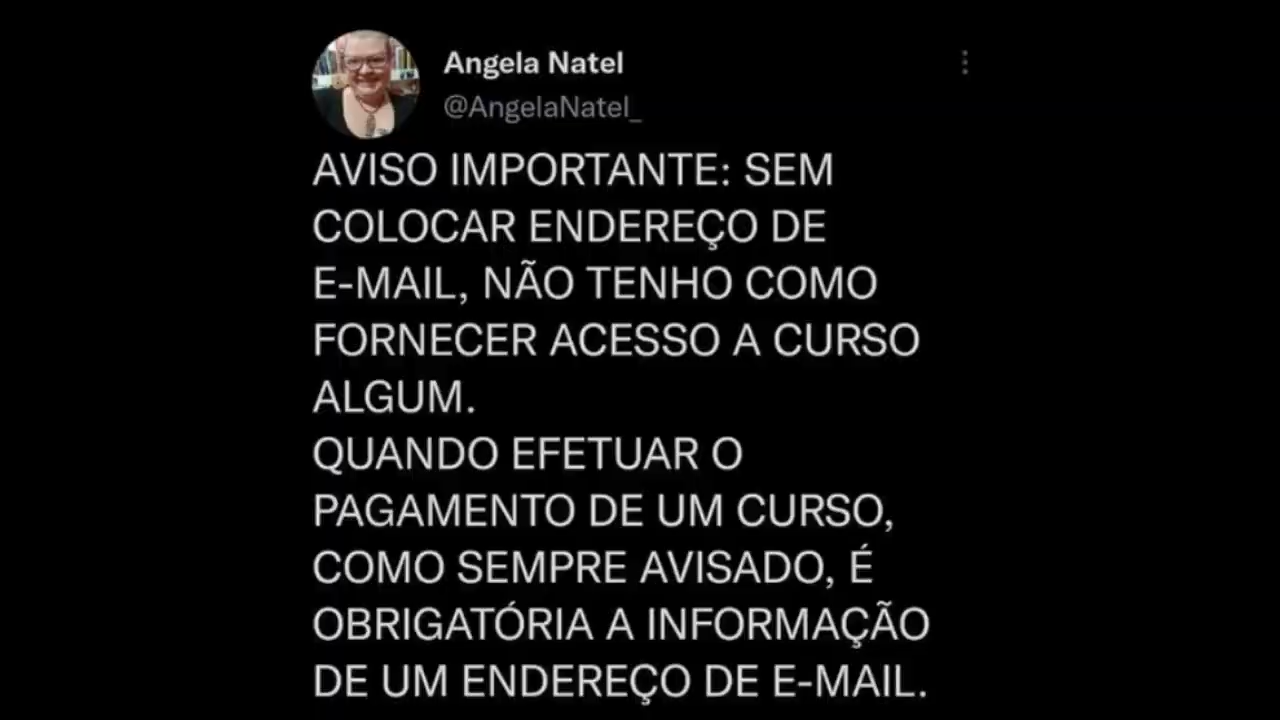 Angela Natel
@AngelaNatel_
AVISO IMPORTANTE: SEM
COLOCAR ENDEREÇO DE
E-MAIL, NÃO TENHO COMO
FORNECER ACESSO A CURSO
ALGUM.
QUANDO EFETUAR O
PAGAMENTO DE UM CURSO,
COMO SEMPRE AVISADO, É
OBRIGATÓRIA A INFORMAÇÃO
DE UM ENDEREÇO DE E-MAIL.